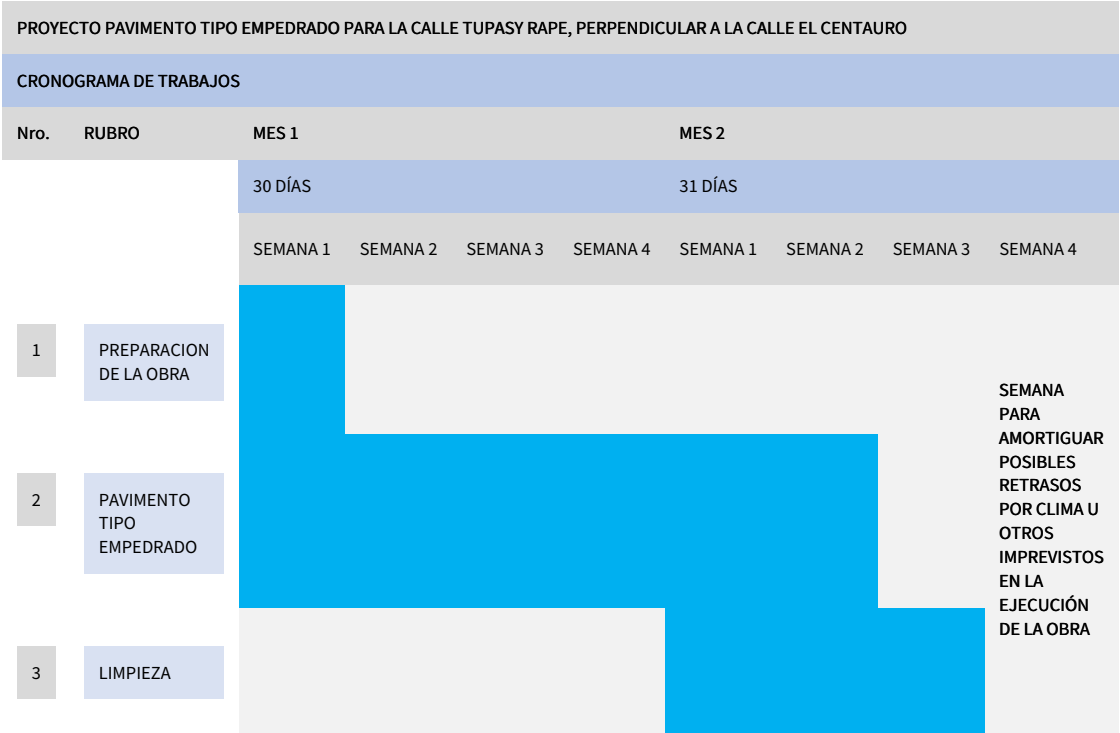 PROYECTO PAVIMENTO TIPO EMPEDRADO PARA LA CALLE TUPASY RAPE, PERPENDICULAR A LA CALLE EL CENTAURO
CRONOGRAMA DE TRABAJOS
Nro. RUBRO MES 1 MES 2
30 DÍAS 31 DÍAS
SEMANA 1 SEMANA 2 SEMANA 3 SEMANA 4 SEMANA 1 SEMANA 2 SEMANA 3 SEMANA 4
1 PREPARACION
DE LA OBRA
2 PAVIMENTO
TIPO
EMPEDRADO
3 LIMPIEZA
SEMANA
PARA
AMORTIGUAR
POSIBLES
RETRASOS
POR CLIMA U
OTROS
IMPREVISTOS
EN LA
EJECUCIÓN
DE LA OBRA